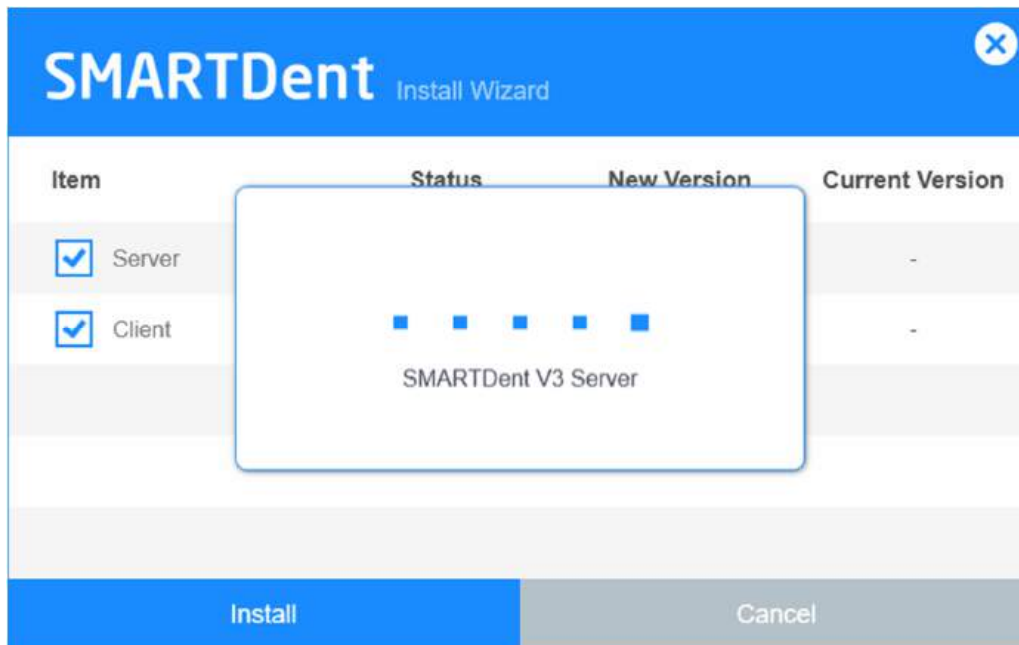 SMARTDent Install Wizard
Item Status New Version Current Version
Server -
Client -
SMARTDent V3 Server
Install Cancel